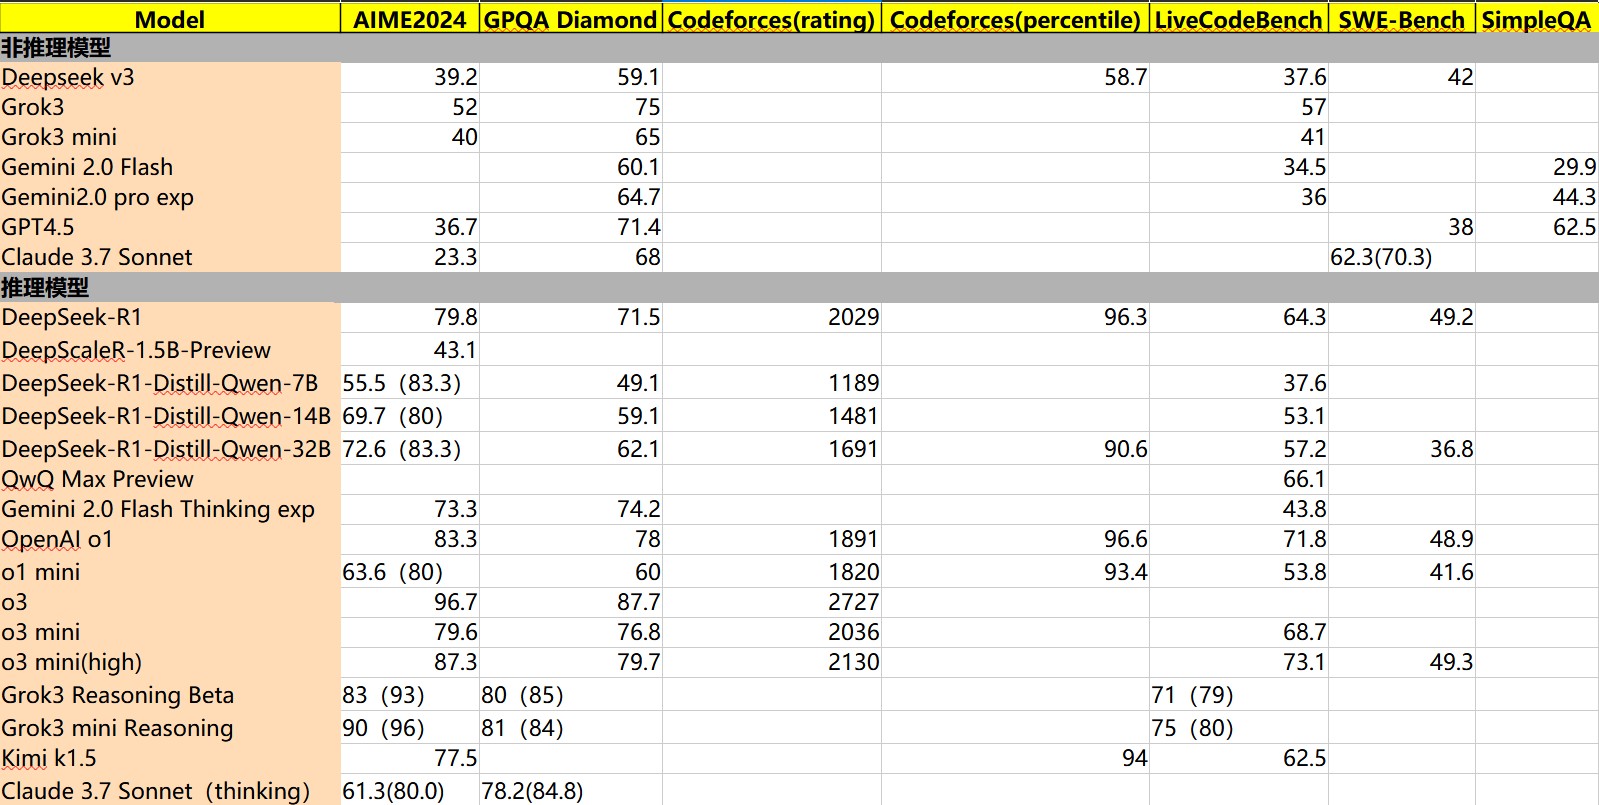 Model AIME2024 GPQA Diamond Codeforces(rating) Codeforces(percentile) LiveCodeBench SWE-Bench SimpleQA
非推理模型
Deepseek v3 39.2 59.1 58.7 37.6 42
Grok3 52 75 57
Grok3 mini 40 65 41
Gemini 2.0 Flash 60.1 34.5 29.9
Gemini2.0 pro exp 64.7 36 44.3
GPT4.5 36.7 71.4 38 62.5
Claude 3.7 Sonnet 23.3 68 62.3(70.3)
推理模型
DeepSeek-R1 79.8 71.5 2029 96.3 64.3 49.2
DeepScaleR-1.5B-Preview 43.1
DeepSeek-R1-Distill-Qwen-7B 55.5（83.3） 49.1 1189 37.6
DeepSeek-R1-Distill-Qwen-14B 69.7（80） 59.1 1481 53.1
DeepSeek-R1-Distill-Qwen-32B 72.6（83.3） 62.1 1691 90.6 57.2 36.8
QwQ Max Preview 66.1
Gemini 2.0 Flash Thinking exp 73.3 74.2 43.8
OpenAI o1 83.3 78 1891 96.6 71.8 48.9
o1 mini 63.6（80） 60 1820 93.4 53.8 41.6
o3 96.7 87.7 2727
o3 mini 79.6 76.8 2036 68.7
o3 mini(high) 87.3 79.7 2130 73.1 49.3
Grok3 Reasoning Beta 83（93） 80（85） 71（79）
Grok3 mini Reasoning 90（96） 81（84） 75（80）
Kimi k1.5 77.5 94 62.5
Claude 3.7 Sonnet（thinking） 61.3(80.0) 78.2(84.8)